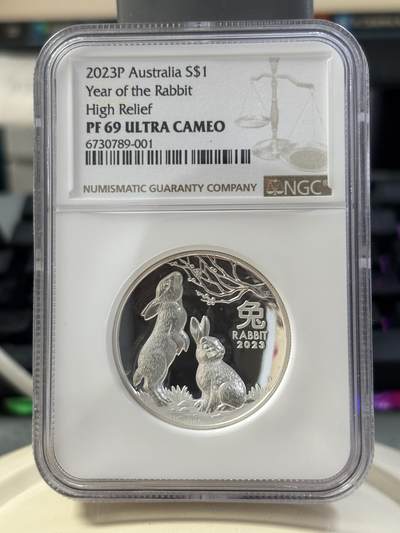 2023P Australia S$1
Year of the Rabbit
High Relief
PF 69 ULTRA CAMEO
6730789-001
NUMISMATIC GUARANTY COMPANY
NGC
兔
RABBIT
2023